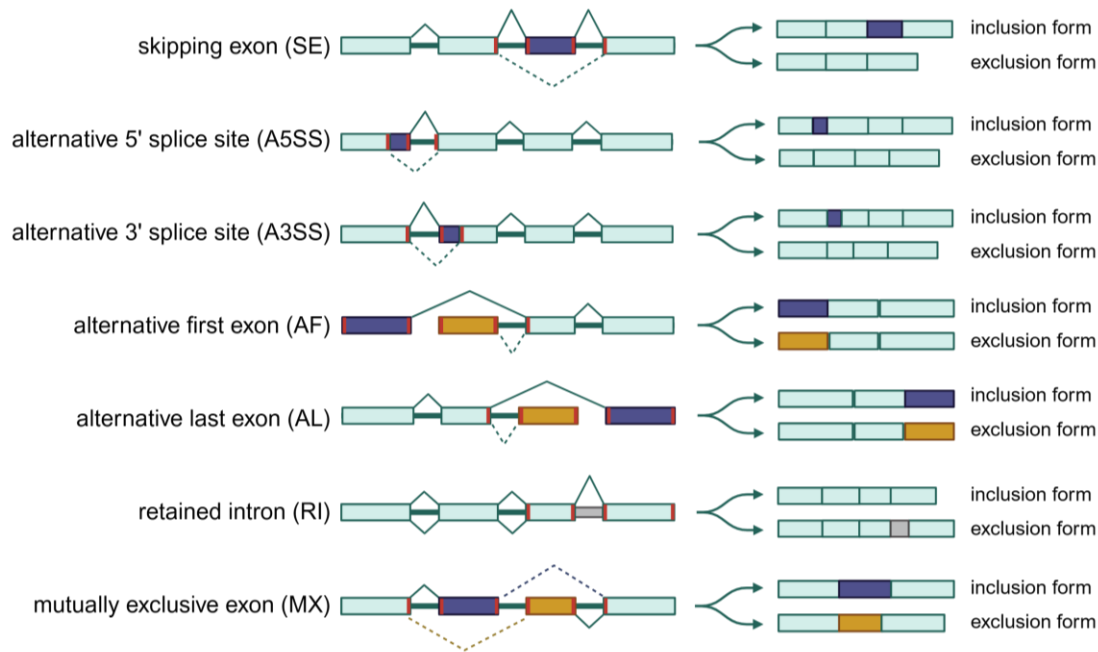 skipping exon (SE)
inclusion form
exclusion form
alternative 5' splice site (A5SS)
inclusion form
exclusion form
alternative 3' splice site (A3SS)
inclusion form
exclusion form
alternative first exon (AF)
inclusion form
exclusion form
alternative last exon (AL)
inclusion form
exclusion form
retained intron (RI)
inclusion form
exclusion form
mutually exclusive exon (MX)
inclusion form
exclusion form